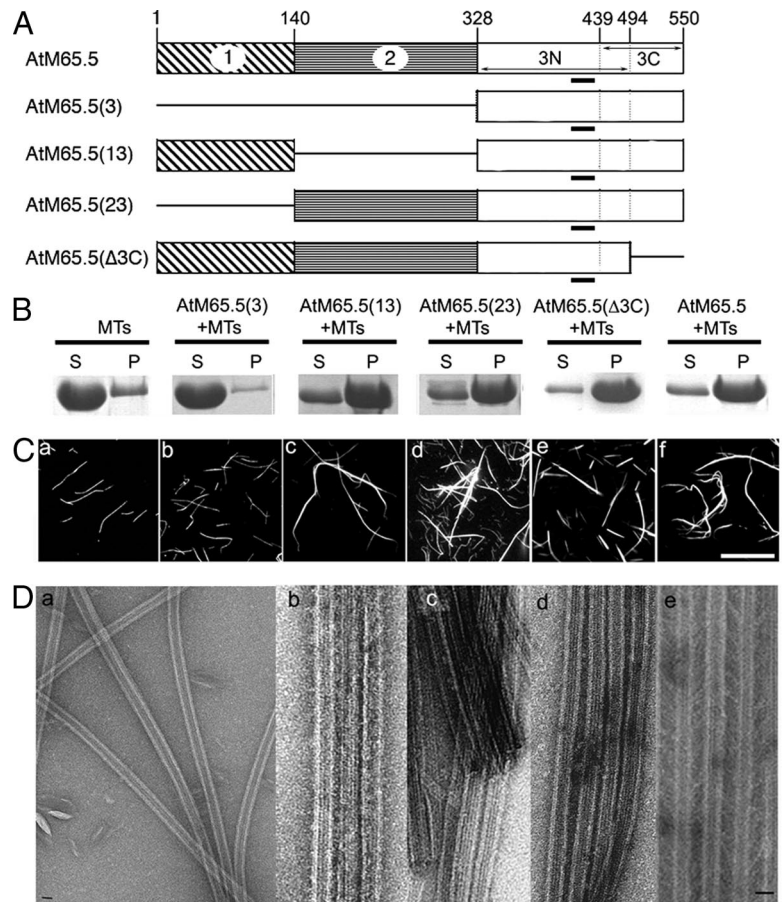 A
1 140 328 439 494 550
AtM65.5 1 2 3N 3C
AtM65.5(3)
AtM65.5(13)
AtM65.5(23)
AtM65.5(Δ3C)
B
MTs AtM65.5(3) +MTs AtM65.5(13) +MTs AtM65.5(23) +MTs AtM65.5(Δ3C) +MTs AtM65.5 +MTs
S P S P S P S P S P S P
C a b c d e f
D a b c d e